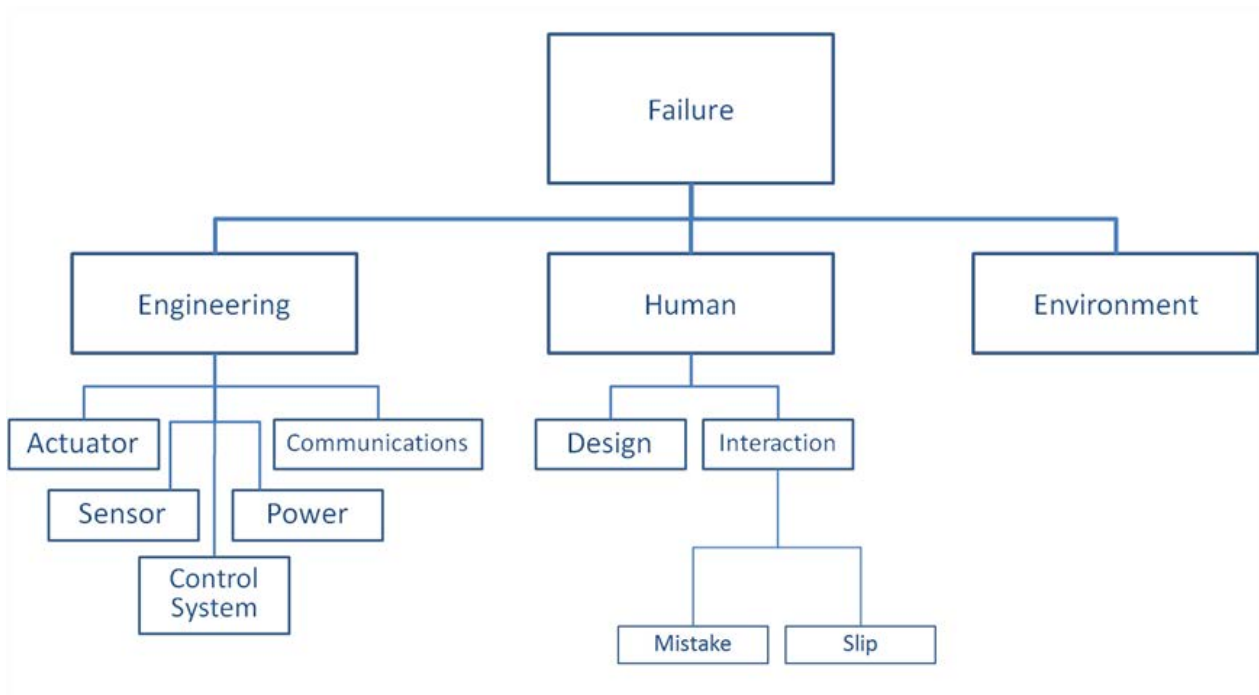 Failure
Engineering
Human
Environment
Actuator
Communications
Design
Interaction
Sensor
Power
Control
System
Mistake
Slip